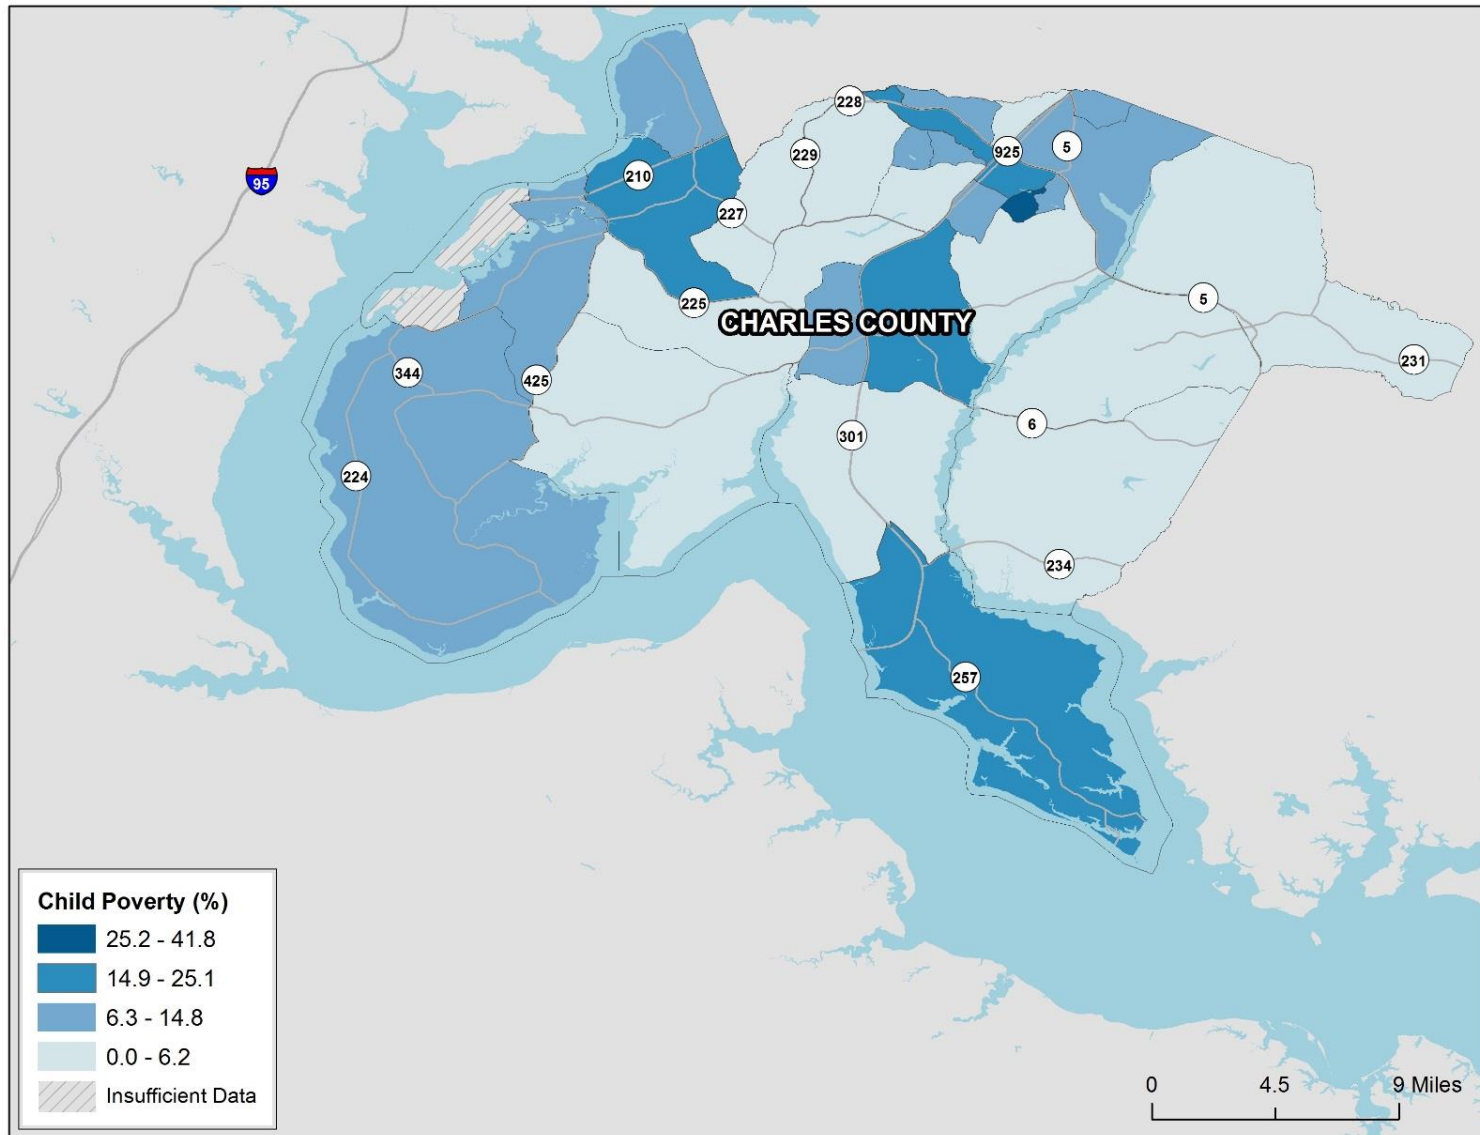 228
925
5
229
95
210
227
5
225
CHARLES COUNTY
231
344
425
6
301
224
234
257
Child Poverty (%)
25.2 - 41.8
14.9 - 25.1
6.3 - 14.8
0.0 - 6.2
Insufficient Data
0 4.5 9 Miles